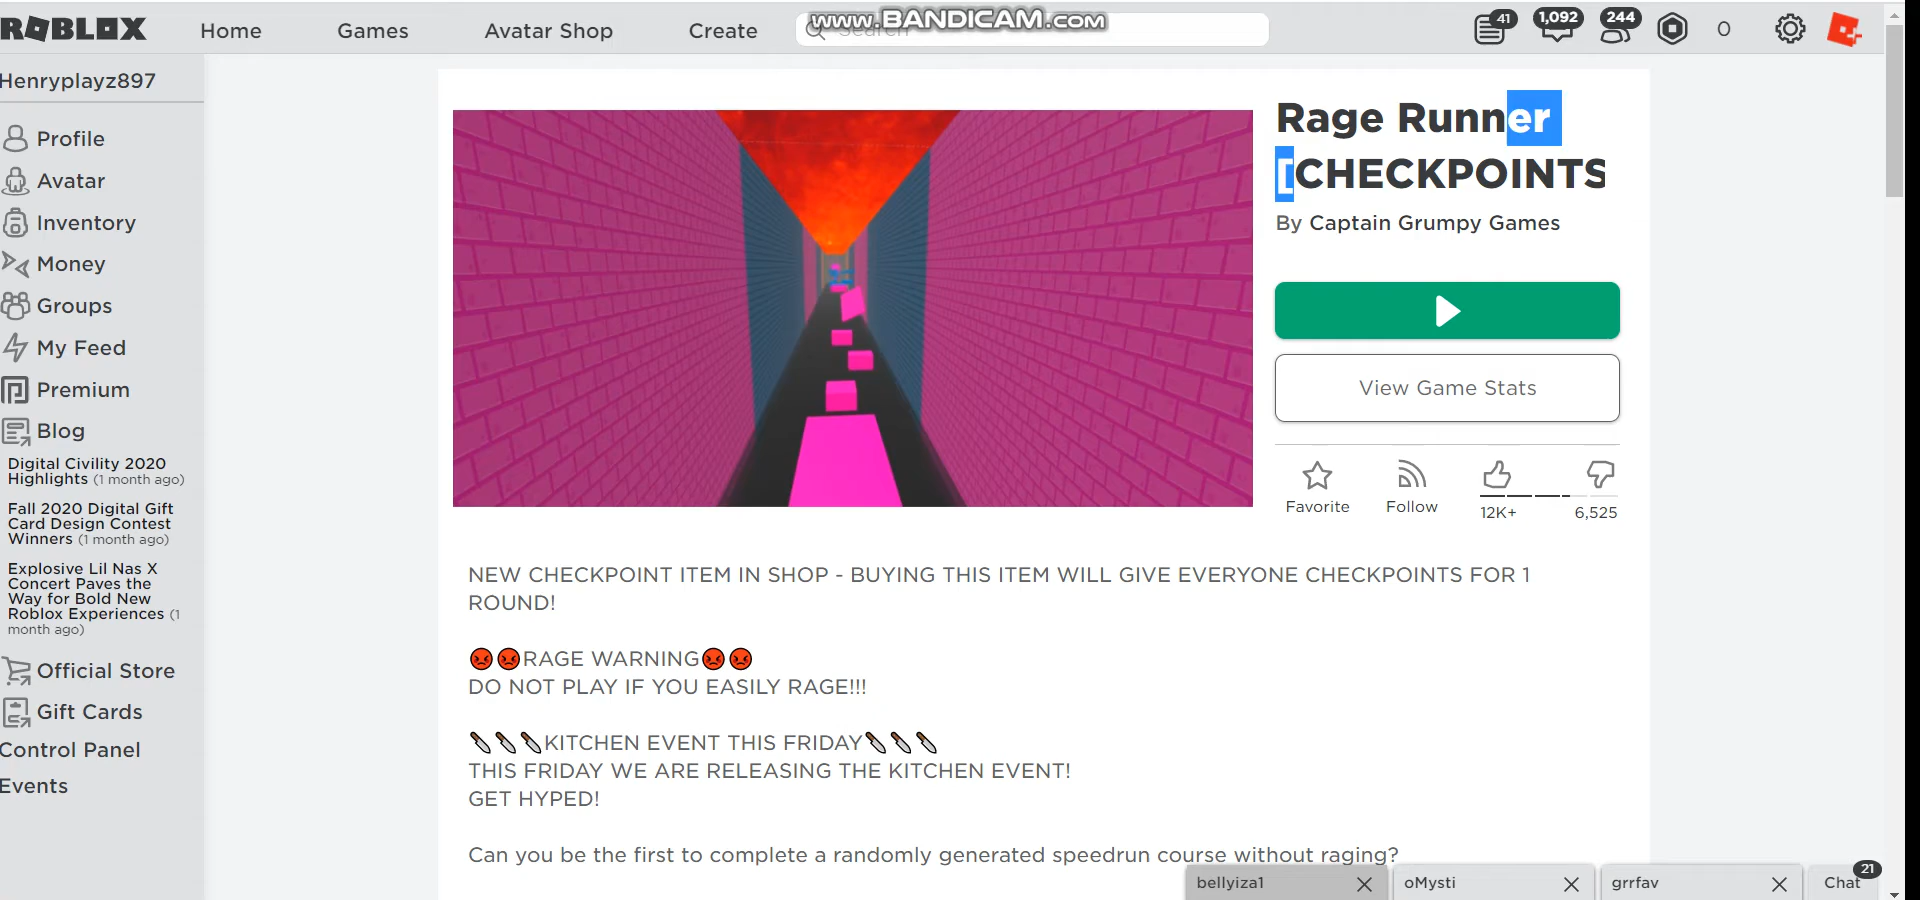 ROBLOX
Home
Games
Avatar Shop
Create
Search
www.BANDICAM.com
41
1,092
244
0
Henryplayz897
Profile
Avatar
Inventory
Money
Groups
My Feed
Premium
Blog
Digital Civility 2020
Highlights (1 month ago)
Fall 2020 Digital Gift
Card Design Contest
Winners (1 month ago)
Explosive Lil Nas X
Concert Paves the
Way for Bold New
Roblox Experiences (1
month ago)
Official Store
Gift Cards
Control Panel
Events
Rage Runner
[CHECKPOINTS
By Captain Grumpy Games
View Game Stats
Favorite
Follow
12K+
6,525
NEW CHECKPOINT ITEM IN SHOP - BUYING THIS ITEM WILL GIVE EVERYONE CHECKPOINTS FOR 1
ROUND!
😡😡RAGE WARNING😡😡
DO NOT PLAY IF YOU EASILY RAGE!!!
🔪🔪🔪KITCHEN EVENT THIS FRIDAY🔪🔪🔪
THIS FRIDAY WE ARE RELEASING THE KITCHEN EVENT!
GET HYPED!
Can you be the first to complete a randomly generated speedrun course without raging?
bellyiza1
oMysti
grrfav
Chat
21